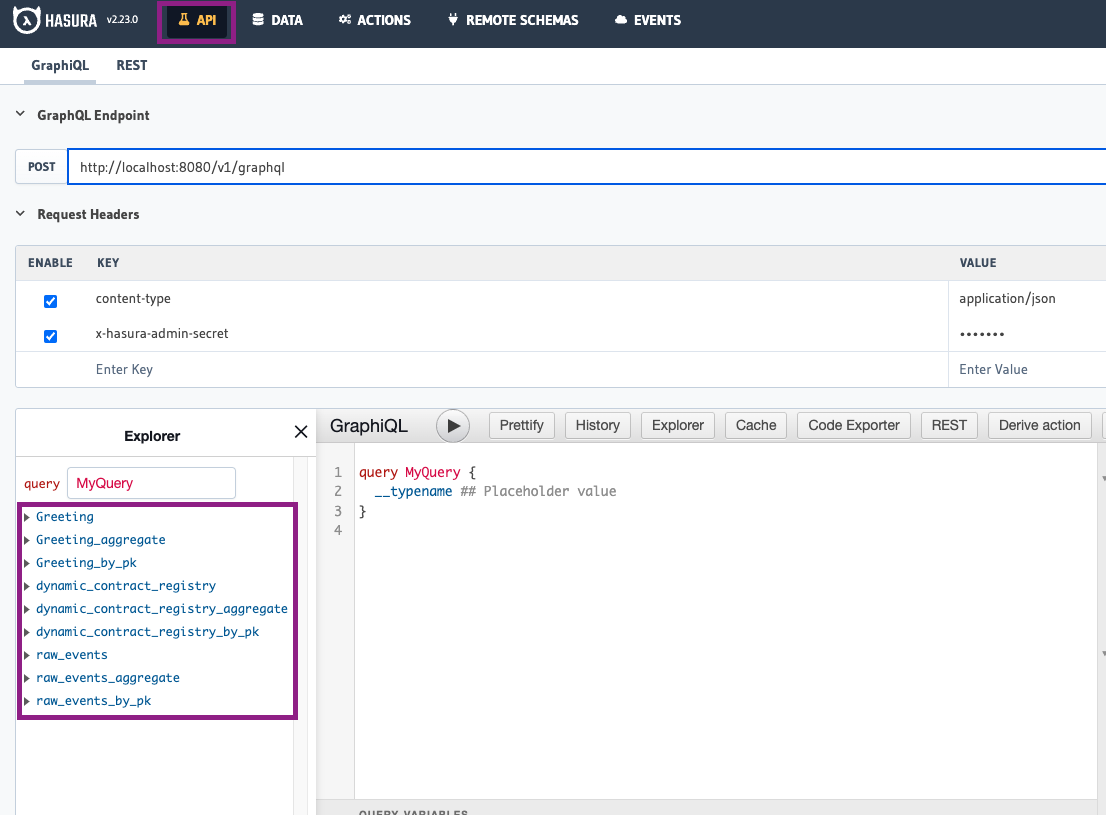 HASURA v2.23.0 API DATA ACTIONS REMOTE SCHEMAS EVENTS
GraphiQL REST
GraphQL Endpoint
POST http://localhost:8080/v1/graphql
Request Headers
ENABLE KEY VALUE
content-type application/json
x-hasura-admin-secret •••••••
Enter Key Enter Value
Explorer
GraphiQL Prettify History Explorer Cache Code Exporter REST Derive action
query MyQuery
Greeting
Greeting_aggregate
Greeting_by_pk
dynamic_contract_registry
dynamic_contract_registry_aggregate
dynamic_contract_registry_by_pk
raw_events
raw_events_aggregate
raw_events_by_pk
1 query MyQuery {
2 __typename ## Placeholder value
3 }
4
QUERY VARIABLES